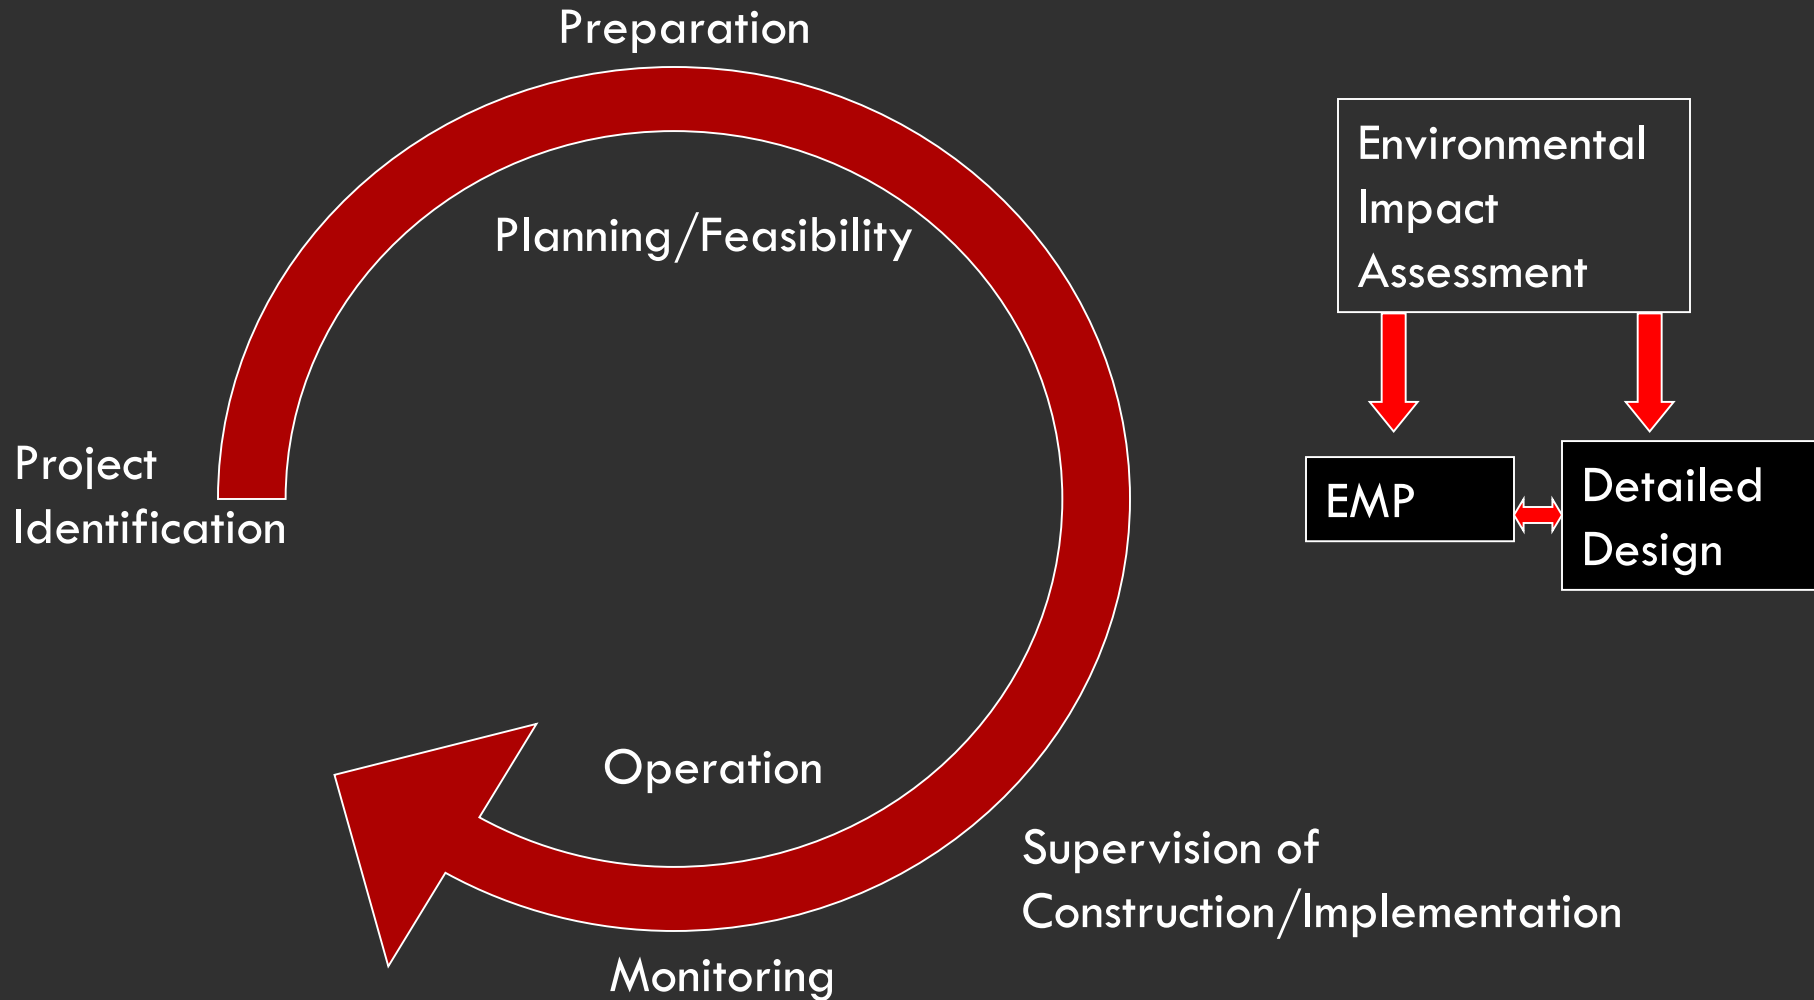 Preparation
Planning/Feasibility
Environmental
Impact
Assessment
Project
Identification
EMP
Detailed
Design
Operation
Supervision of
Construction/Implementation
Monitoring